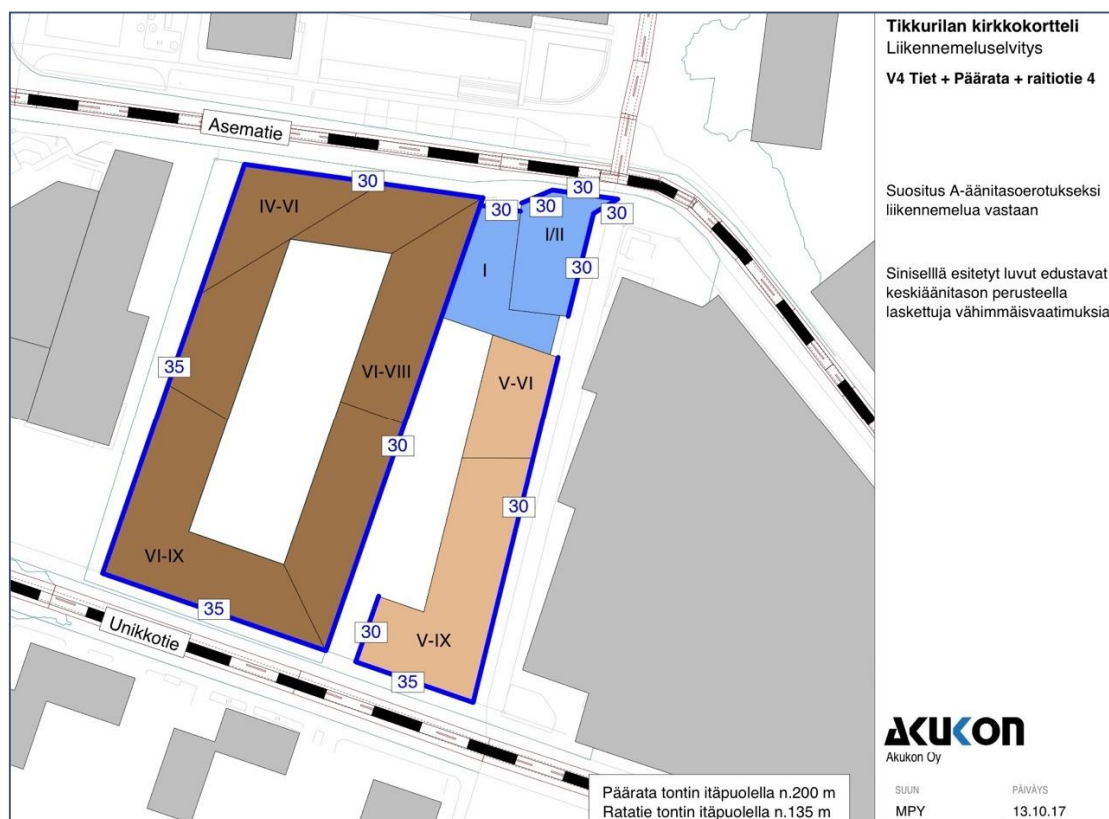 Tikkurilan kirkkokortteli
Liikennemeluselvitys
V4 Tiet + Päärata + raitiotie 4
Suositus A-äänitasoerotukseksi
liikennemelua vastaan
Sinisellä esitetyt luvut edustavat
keskiäänitason perusteella
laskettuja vähimmäisvaatimuksia
Asematie
30
30
30
30
30
IV-VI
I/II
I
30
35
VI-VIII
V-VI
30
30
VI-IX
35
30
V-IX
Unikkotie
35
Päärata tontin itäpuolella n.200 m
Ratatie tontin itäpuolella n.135 m
AKUKON
Akukon Oy
SUUN
PÄIVÄYS
MPY
13.10.17